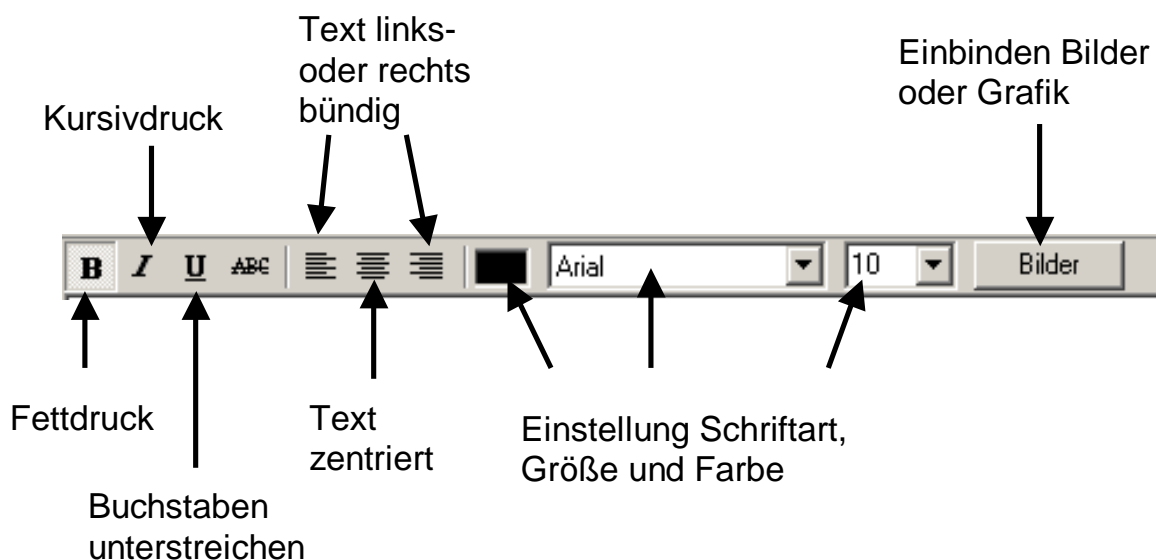 Text links-
oder rechts
bündig
Einbinden Bilder
oder Grafik
Kursivdruck
B I U ABC Arial 10 Bilder
Fettdruck
Text
zentriert
Einstellung Schriftart,
Größe und Farbe
Buchstaben
unterstreichen